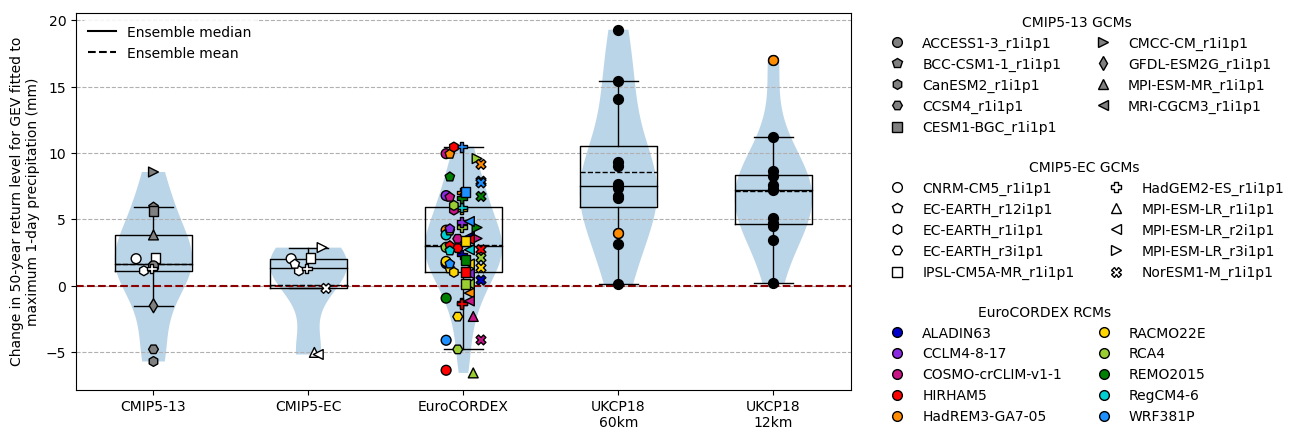 Change in 50-year return level for GEV fitted to
maximum 1-day precipitation (mm)
20
15
10
5
0
−5
Ensemble median
Ensemble mean
CMIP5-13
CMIP5-EC
EuroCORDEX
UKCP18
60km
UKCP18
12km
CMIP5-13 GCMs
ACCESS1-3_r1i1p1
BCC-CSM1-1_r1i1p1
CanESM2_r1i1p1
CCSM4_r1i1p1
CESM1-BGC_r1i1p1
CMCC-CM_r1i1p1
GFDL-ESM2G_r1i1p1
MPI-ESM-MR_r1i1p1
MRI-CGCM3_r1i1p1
CMIP5-EC GCMs
CNRM-CM5_r1i1p1
EC-EARTH_r12i1p1
EC-EARTH_r1i1p1
EC-EARTH_r3i1p1
IPSL-CM5A-MR_r1i1p1
HadGEM2-ES_r1i1p1
MPI-ESM-LR_r1i1p1
MPI-ESM-LR_r2i1p1
MPI-ESM-LR_r3i1p1
NorESM1-M_r1i1p1
EuroCORDEX RCMs
ALADIN63
CCLM4-8-17
COSMO-crCLIM-v1-1
HIRHAM5
HadREM3-GA7-05
RACMO22E
RCA4
REMO2015
RegCM4-6
WRF381P